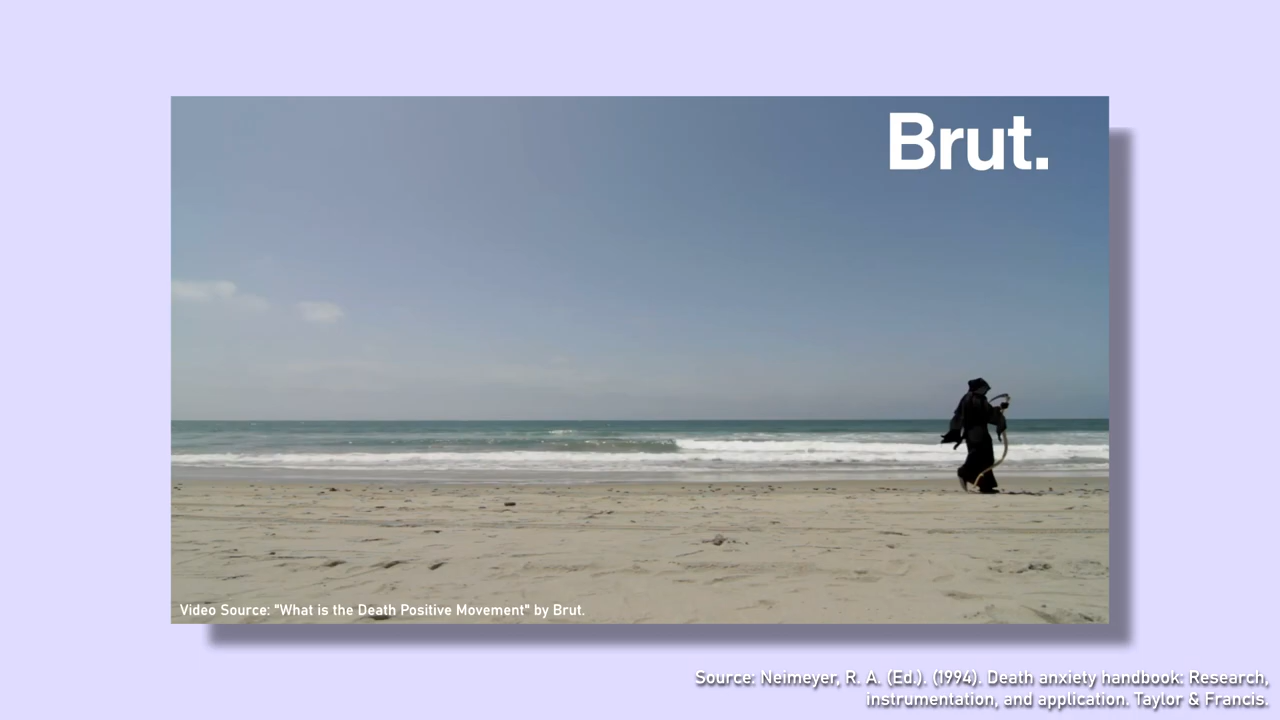 Brut.
Video Source: "What is the Death Positive Movement" by Brut.
Source: Neimeyer, R. A. (Ed.). (1994). Death anxiety handbook: Research,
instrumentation, and application. Taylor & Francis.